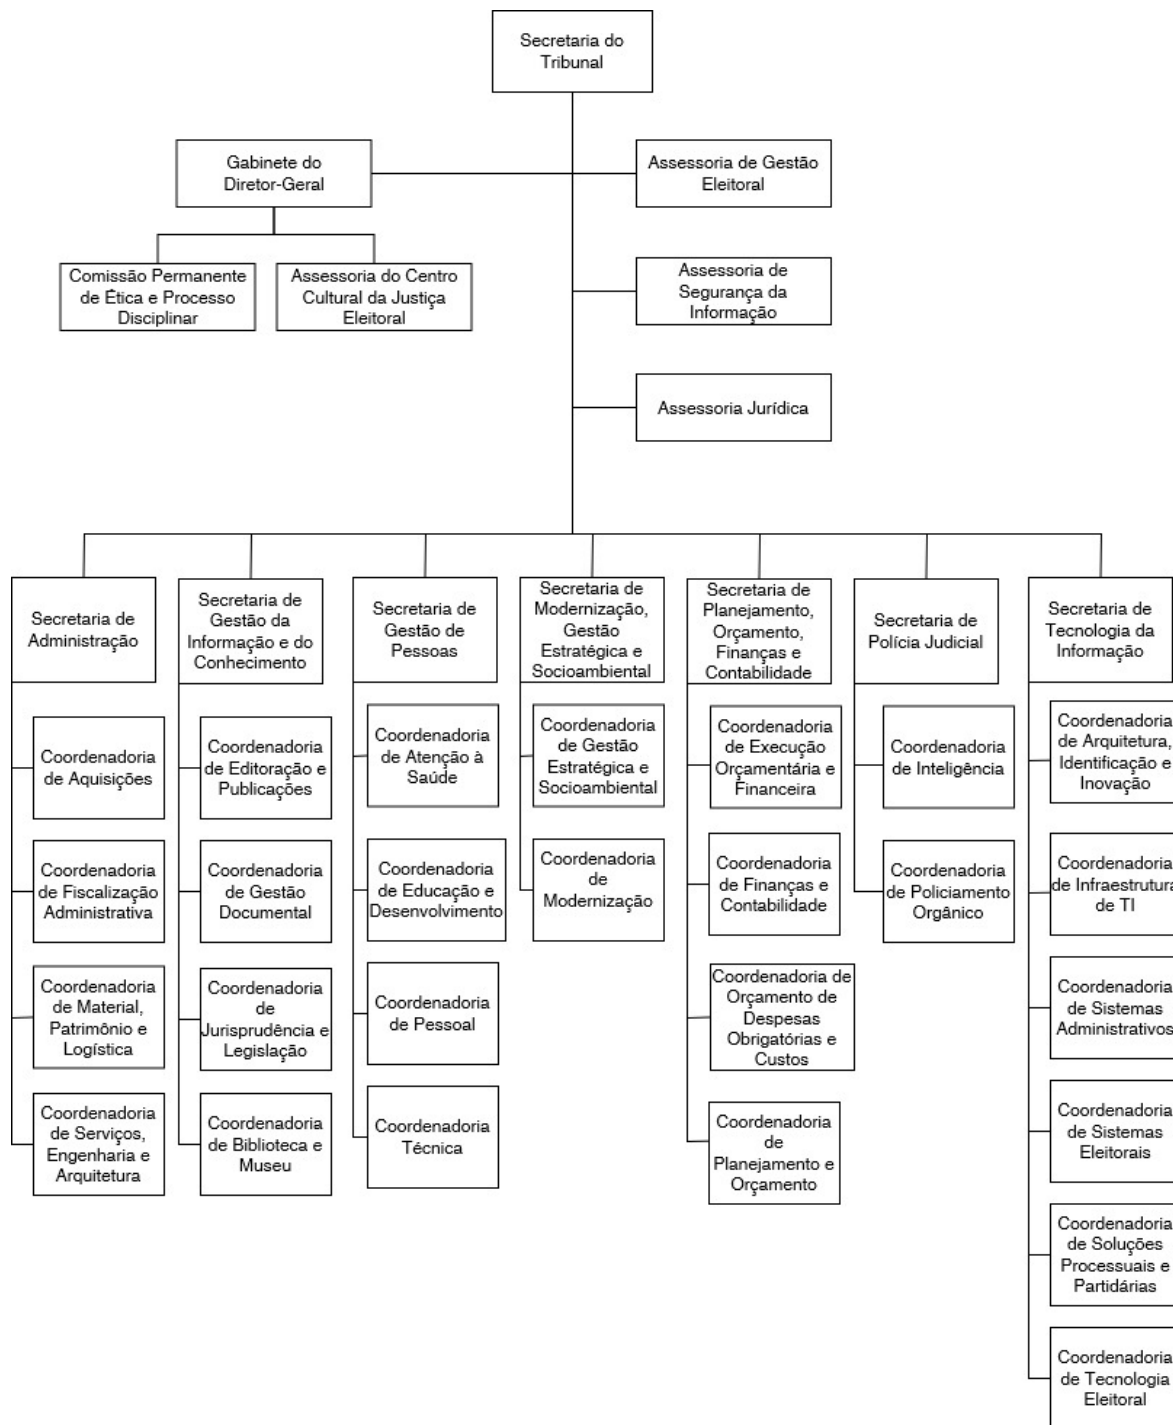 Secretaria do
Tribunal
Gabinete do
Diretor-Geral
Assessoria de Gestão
Eleitoral
Comissão Permanente
de Ética e Processo
Disciplinar
Assessoria do Centro
Cultural da Justiça
Eleitoral
Assessoria de
Segurança da
Informação
Assessoria Jurídica
Secretaria de
Administração
Secretaria de
Gestão da
Informação e do
Conhecimento
Secretaria de
Gestão de
Pessoas
Secretaria de
Modernização,
Gestão
Estratégica e
Socioambiental
Secretaria de
Planejamento,
Orçamento,
Finanças e
Contabilidade
Secretaria de
Polícia Judicial
Secretaria de
Tecnologia da
Informação
Coordenadoria
de Aquisições
Coordenadoria
de Editoração e
Publicações
Coordenadoria
de Atenção à
Saúde
Coordenadoria
de Gestão
Estratégica e
Socioambiental
Coordenadoria
de Execução
Orçamentária e
Financeira
Coordenadoria
de Inteligência
Coordenadoria
de Arquitetura,
Identificação e
Inovação
Coordenadoria
de Fiscalização
Administrativa
Coordenadoria
de Gestão
Documental
Coordenadoria
de Educação e
Desenvolvimento
Coordenadoria
de
Modernização
Coordenadoria
de Finanças e
Contabilidade
Coordenadoria
de Policiamento
Orgânico
Coordenadoria
de Infraestrutura
de TI
Coordenadoria
de Material,
Patrimônio e
Logística
Coordenadoria
de
Jurisprudência e
Legislação
Coordenadoria
de Pessoal
Coordenadoria de
Orçamento de
Despesas
Obrigatórias e
Custos
Coordenadoria
de Sistemas
Administrativos
Coordenadoria
de Serviços,
Engenharia e
Arquitetura
Coordenadoria
de Biblioteca e
Museu
Coordenadoria
Técnica
Coordenadoria
de
Planejamento e
Orçamento
Coordenadoria
de Sistemas
Eleitorais
Coordenadoria
de Soluções
Processuais e
Partidárias
Coordenadoria
de Tecnologia
Eleitoral